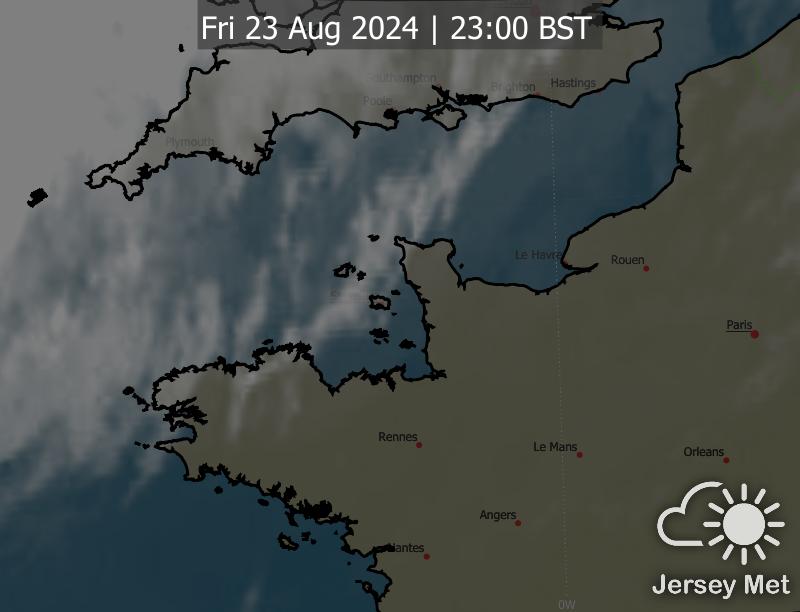 Fri 23 Aug 2024 | 23:00 BST
Southampton
Brighton
Hastings
Poole
Plymouth
Le Havre
Rouen
Paris
Rennes
Le Mans
Orleans
Angers
Nantes
Jersey Met
0W